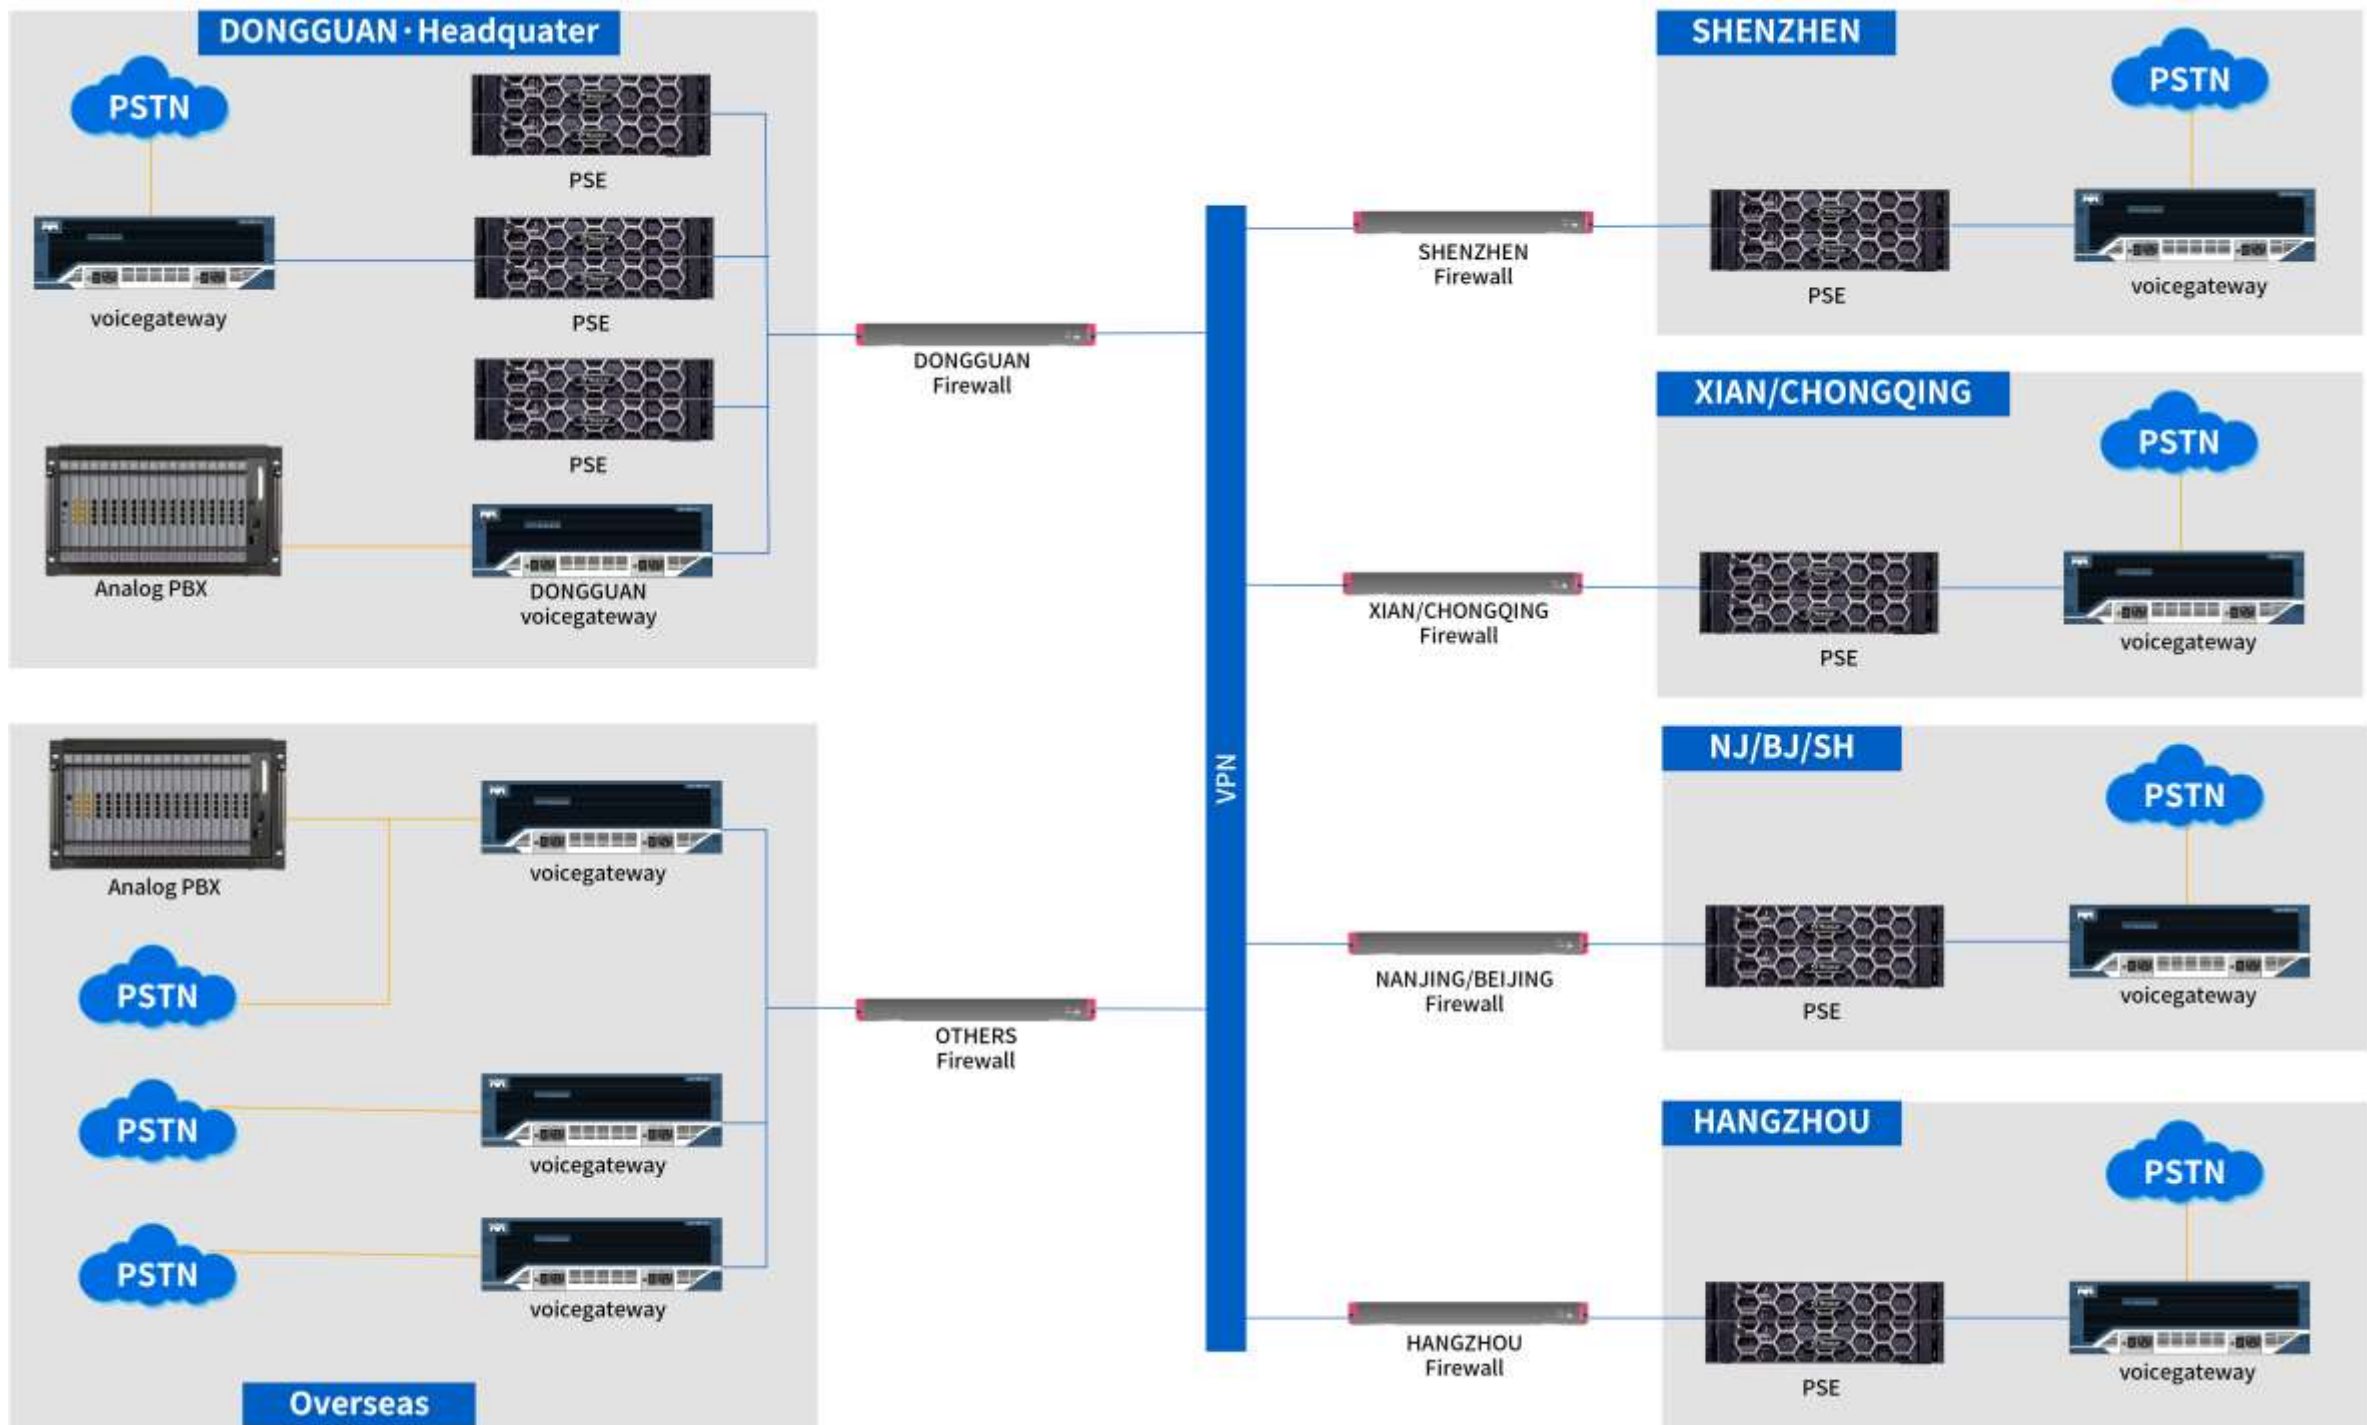 DONGGUAN·Headquater
PSTN
PSE
voicegateway
PSE
PSE
Analog PBX
DONGGUAN
voicegateway
DONGGUAN
Firewall
Analog PBX
voicegateway
PSTN
PSTN
voicegateway
PSTN
voicegateway
Overseas
OTHERS
Firewall
VPN
SHENZHEN
PSTN
SHENZHEN
Firewall
PSE
voicegateway
XIAN/CHONGQING
PSTN
XIAN/CHONGQING
Firewall
PSE
voicegateway
NJ/BJ/SH
PSTN
NANJING/BEIJING
Firewall
PSE
voicegateway
HANGZHOU
PSTN
HANGZHOU
Firewall
PSE
voicegateway